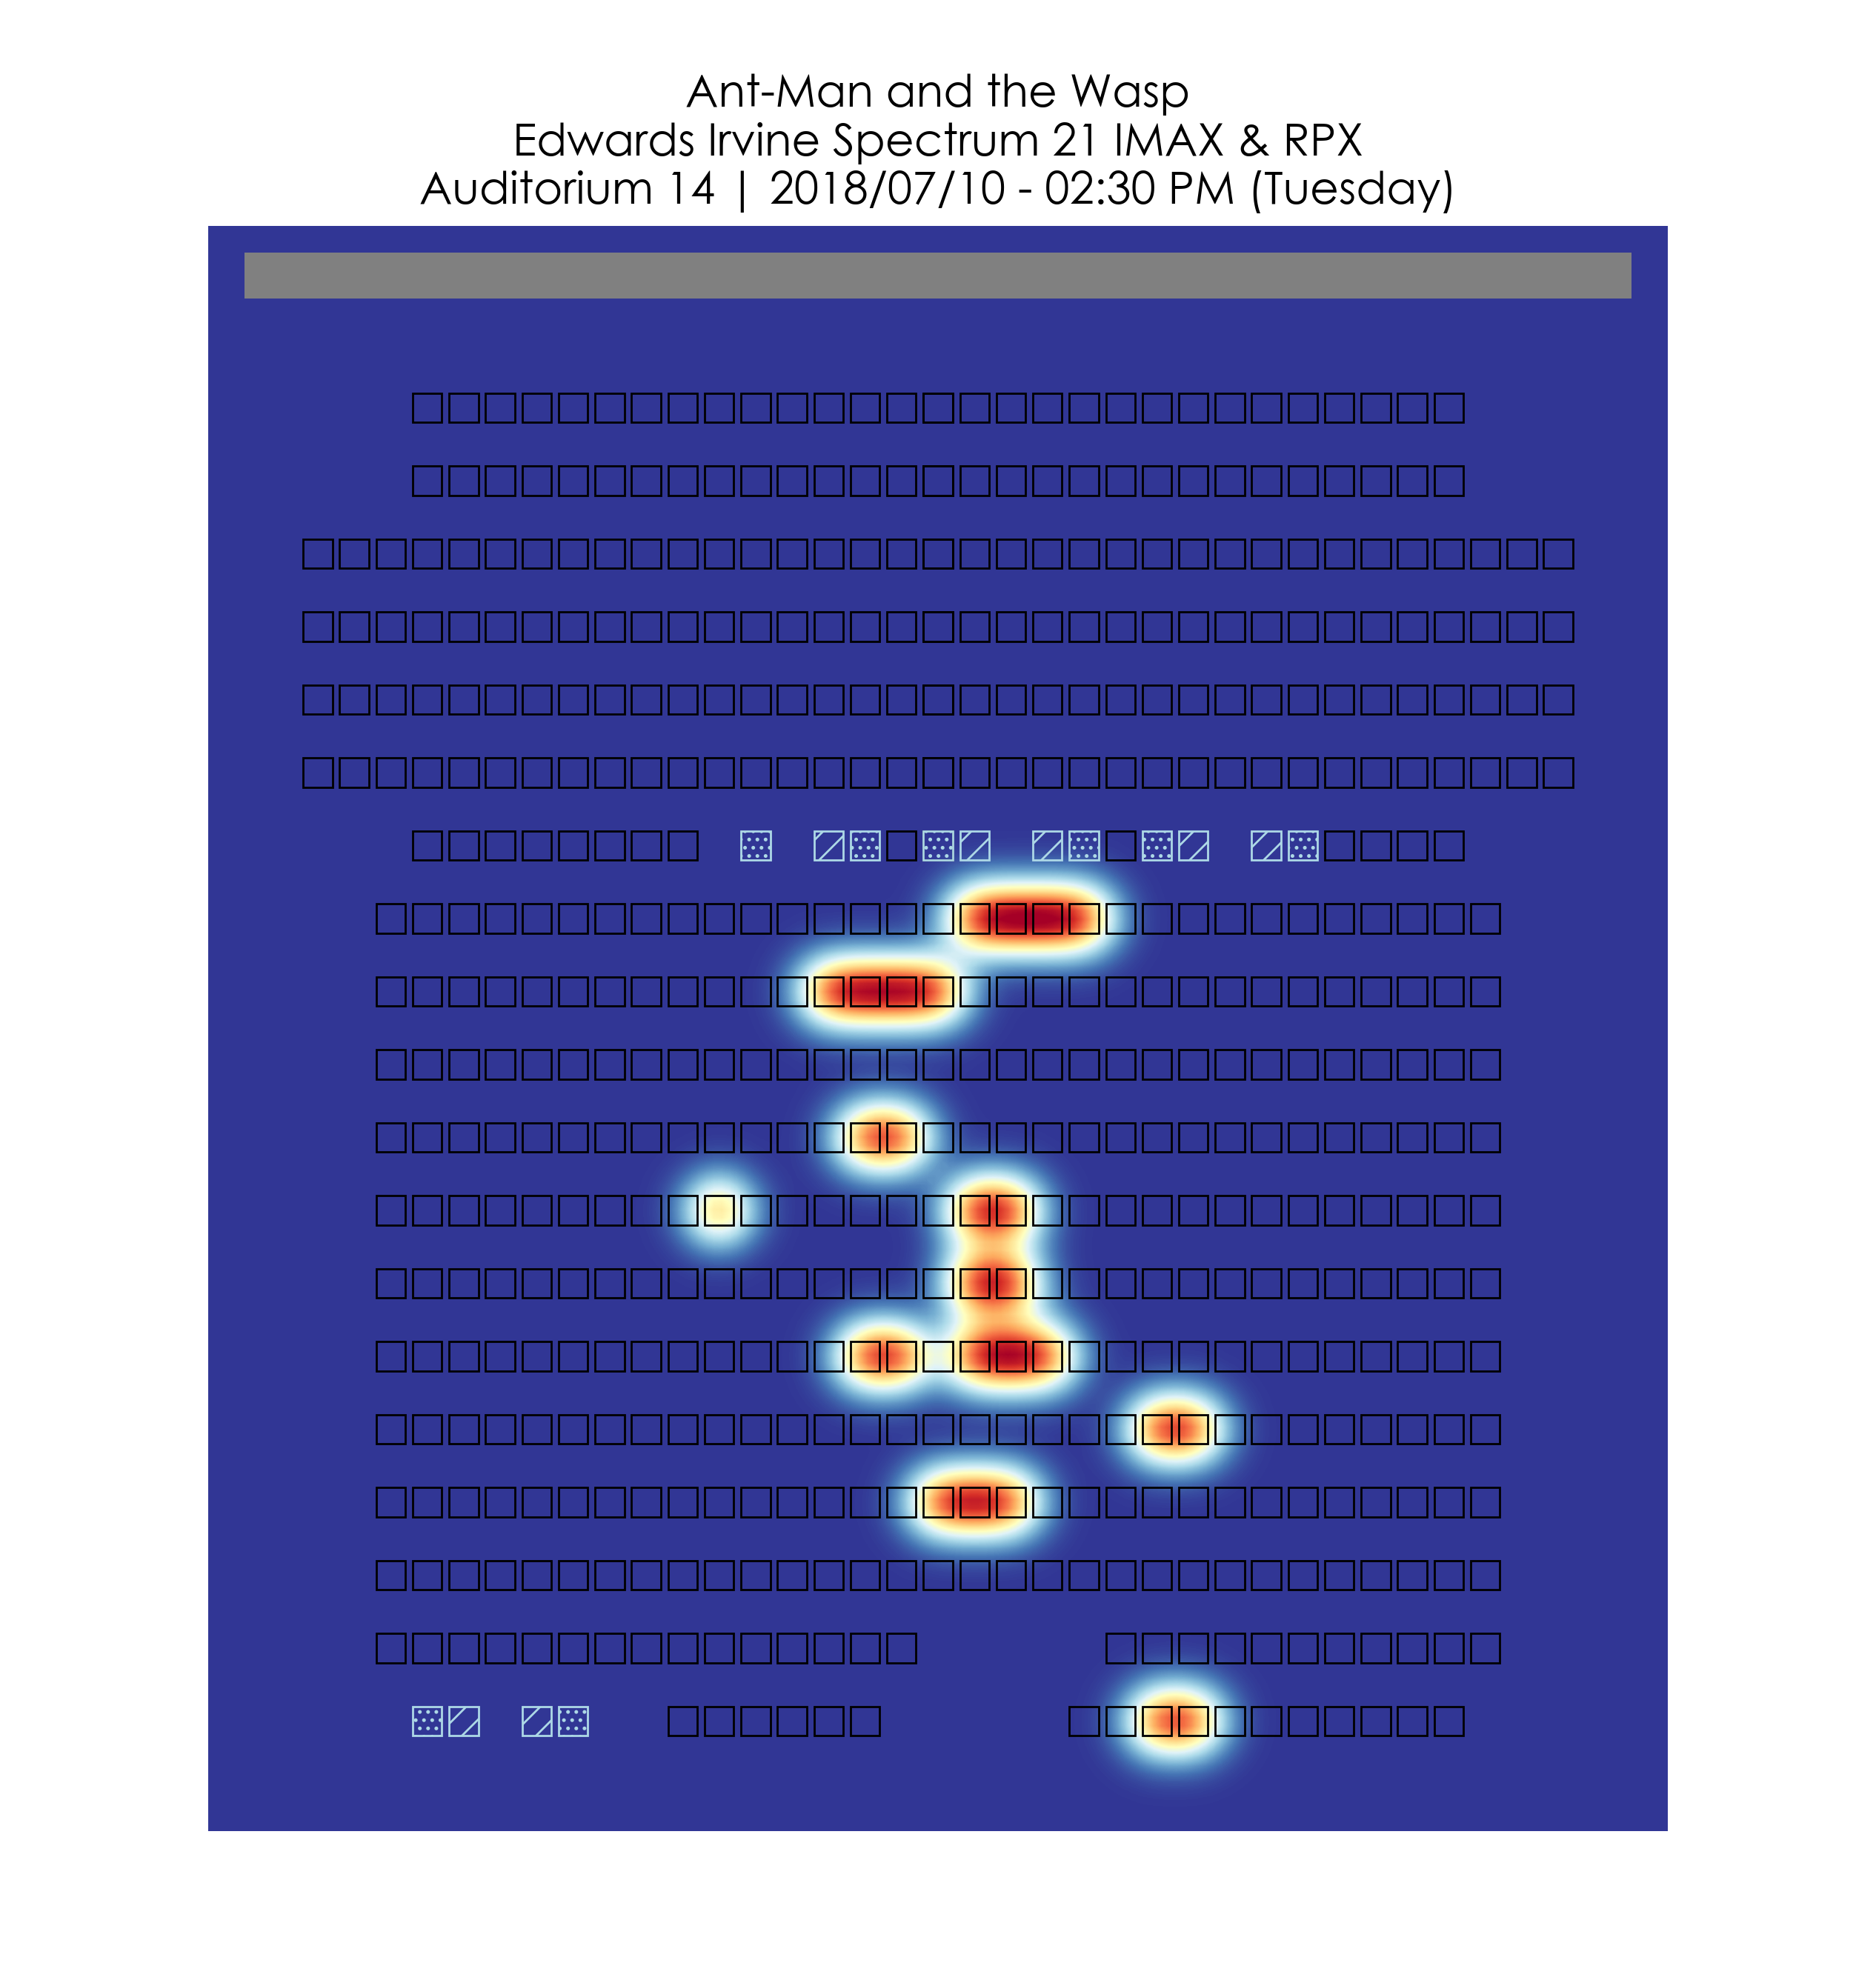 Ant-Man and the Wasp
Edwards Irvine Spectrum 21 IMAX & RPX
Auditorium 14 | 2018/07/10 - 02:30 PM (Tuesday)